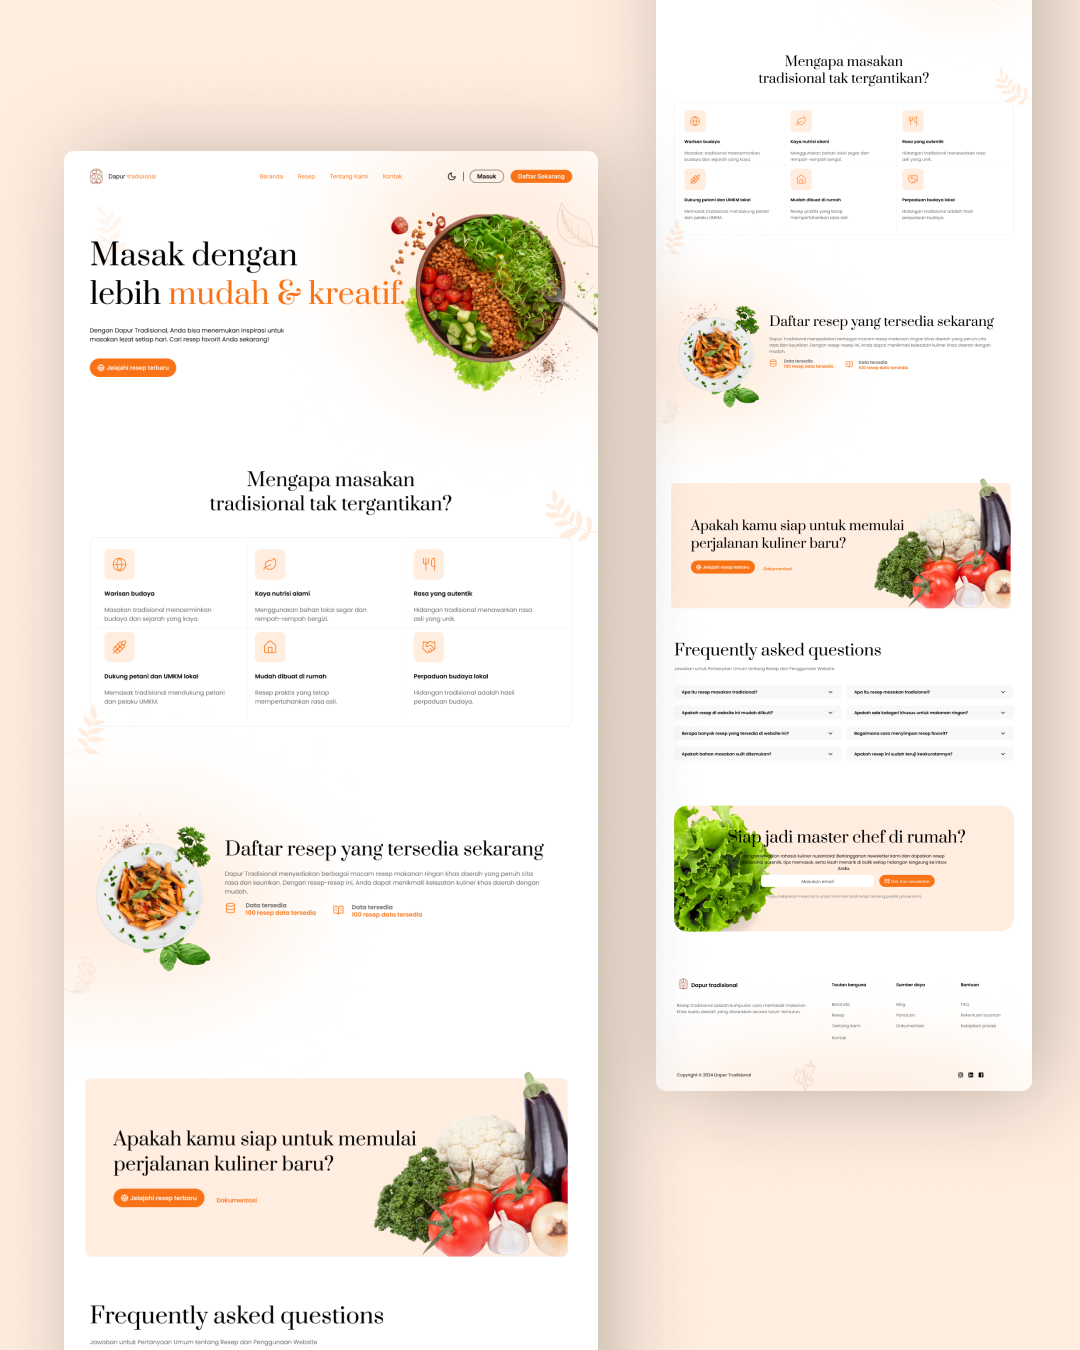 Dapur tradisional
Beranda Resep Tentang Kami Kontak
Masuk
Daftar Sekarang
Masak dengan
lebih mudah & kreatif.
Dengan Dapur Tradisional, Anda bisa menemukan inspirasi untuk
masakan lezat setiap hari. Cari resep favorit Anda sekarang!
Jelajahi resep terbaru
Mengapa masakan
tradisional tak tergantikan?
Warisan budaya
Masakan tradisional mencerminkan
budaya dan sejarah yang kaya.
Kaya nutrisi alami
Menggunakan bahan lokal segar dan
rempah-rempah bergizi.
Rasa yang autentik
Hidangan tradisional menawarkan rasa
asli yang unik.
Dukung petani dan UMKM lokal
Memasak tradisional mendukung petani
dan pelaku UMKM.
Mudah dibuat di rumah
Resep praktis yang tetap
mempertahankan rasa asli.
Perpaduan budaya lokal
Hidangan tradisional adalah hasil
perpaduan budaya.
Daftar resep yang tersedia sekarang
Dapur Tradisional menyediakan berbagai macam resep makanan ringan khas daerah yang penuh cita
rasa dan keunikan. Dengan resep-resep ini, Anda dapat menikmati kelezatan kuliner khas daerah dengan
mudah.
Data tersedia
100 resep data tersedia
Data tersedia
100 resep data tersedia
Apakah kamu siap untuk memulai
perjalanan kuliner baru?
Jelajahi resep terbaru
Dokumentasi
Frequently asked questions
Jawaban untuk Pertanyaan Umum tentang Resep dan Penggunaan Website
Mengapa masakan
tradisional tak tergantikan?
Warisan budaya
Masakan tradisional mencerminkan
budaya dan sejarah yang kaya.
Kaya nutrisi alami
Menggunakan bahan lokal segar dan
rempah-rempah bergizi.
Rasa yang autentik
Hidangan tradisional menawarkan rasa
asli yang unik.
Dukung petani dan UMKM lokal
Memasak tradisional mendukung petani
dan pelaku UMKM.
Mudah dibuat di rumah
Resep praktis yang tetap
mempertahankan rasa asli.
Perpaduan budaya lokal
Hidangan tradisional adalah hasil
perpaduan budaya.
Daftar resep yang tersedia sekarang
Dapur Tradisional menyediakan berbagai macam resep makanan ringan khas daerah yang penuh cita
rasa dan keunikan. Dengan resep-resep ini, Anda dapat menikmati kelezatan kuliner khas daerah dengan
mudah.
Data tersedia
100 resep data tersedia
Data tersedia
100 resep data tersedia
Apakah kamu siap untuk memulai
perjalanan kuliner baru?
Jelajahi resep terbaru
Dokumentasi
Frequently asked questions
Jawaban untuk Pertanyaan Umum tentang Resep dan Penggunaan Website
Apa itu resep masakan tradisional?
Apa itu resep masakan tradisional?
Apakah resep di website ini mudah diikuti?
Apakah ada kategori khusus untuk makanan ringan?
Berapa banyak resep yang tersedia di website ini?
Bagaimana cara menyimpan resep favorit?
Apakah bahan masakan sulit ditemukan?
Apakah resep ini sudah teruji keakuratannya?
Siap jadi master chef di rumah?
rahasia kuliner nusantara! Berlangganan newsletter kami dan dapatkan resep
autentik, tips memasak, serta kisah menarik di balik setiap hidangan langsung ke inbox
Anda.
Masukan email
Get this newsletter
Dapur tradisional
Resep tradisional adalah kumpulan cara memasak makanan
khas suatu daerah yang diwariskan secara turun-temurun.
Tautan berguna
Beranda
Resep
Tentang kami
Kontak
Sumber daya
Blog
Panduan
Dokumentasi
Bantuan
FAQ
Ketentuan layanan
Kebijakan privasi
Copyright © 2024 Dapur Tradisional